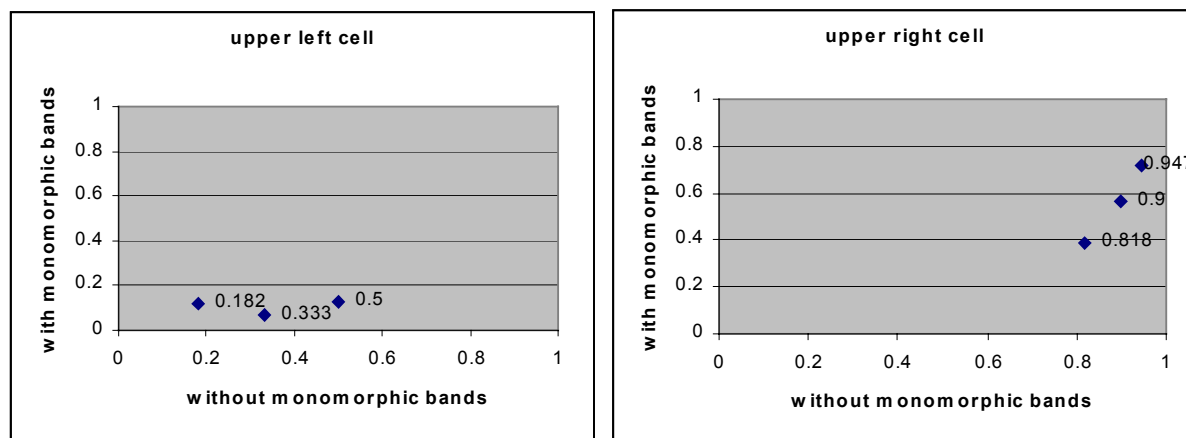 upper left cell
with monomorphic bands
1
0.8
0.6
0.4
0.2
0
0.182
0.333
0.5
0 0.2 0.4 0.6 0.8 1
without monomorphic bands
upper right cell
with monomorphic bands
1
0.8
0.6
0.4
0.2
0
0.947
0.9
0.818
0 0.2 0.4 0.6 0.8 1
without monomorphic bands